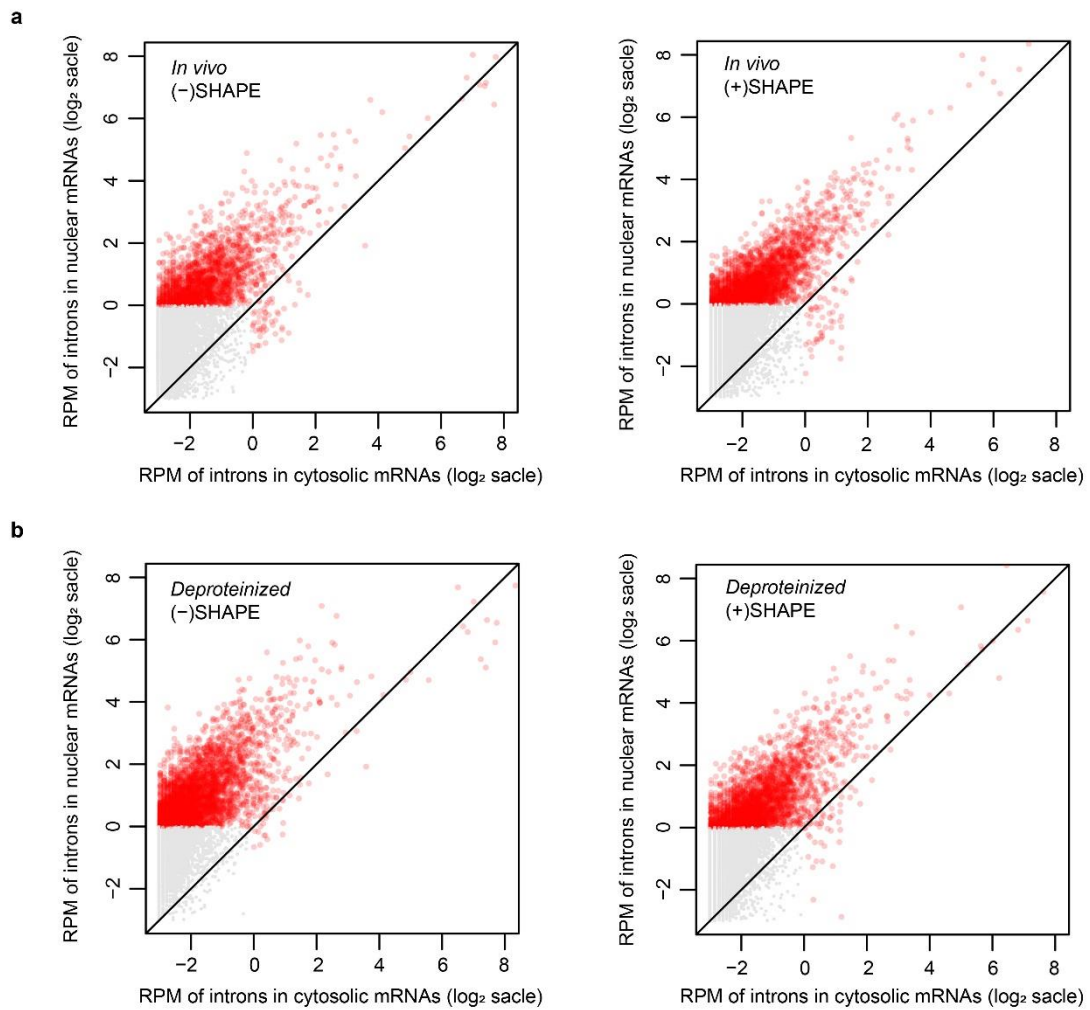 a
RPM of introns in nuclear mRNAs (log₂ sacle)
8
6
4
2
0
−2
In vivo
(−)SHAPE
−2 0 2 4 6 8
RPM of introns in cytosolic mRNAs (log₂ sacle)
RPM of introns in nuclear mRNAs (log₂ sacle)
8
6
4
2
0
−2
In vivo
(+)SHAPE
−2 0 2 4 6 8
RPM of introns in cytosolic mRNAs (log₂ sacle)
b
RPM of introns in nuclear mRNAs (log₂ sacle)
8
6
4
2
0
−2
Deproteinized
(−)SHAPE
−2 0 2 4 6 8
RPM of introns in cytosolic mRNAs (log₂ sacle)
RPM of introns in nuclear mRNAs (log₂ sacle)
8
6
4
2
0
−2
Deproteinized
(+)SHAPE
−2 0 2 4 6 8
RPM of introns in cytosolic mRNAs (log₂ sacle)